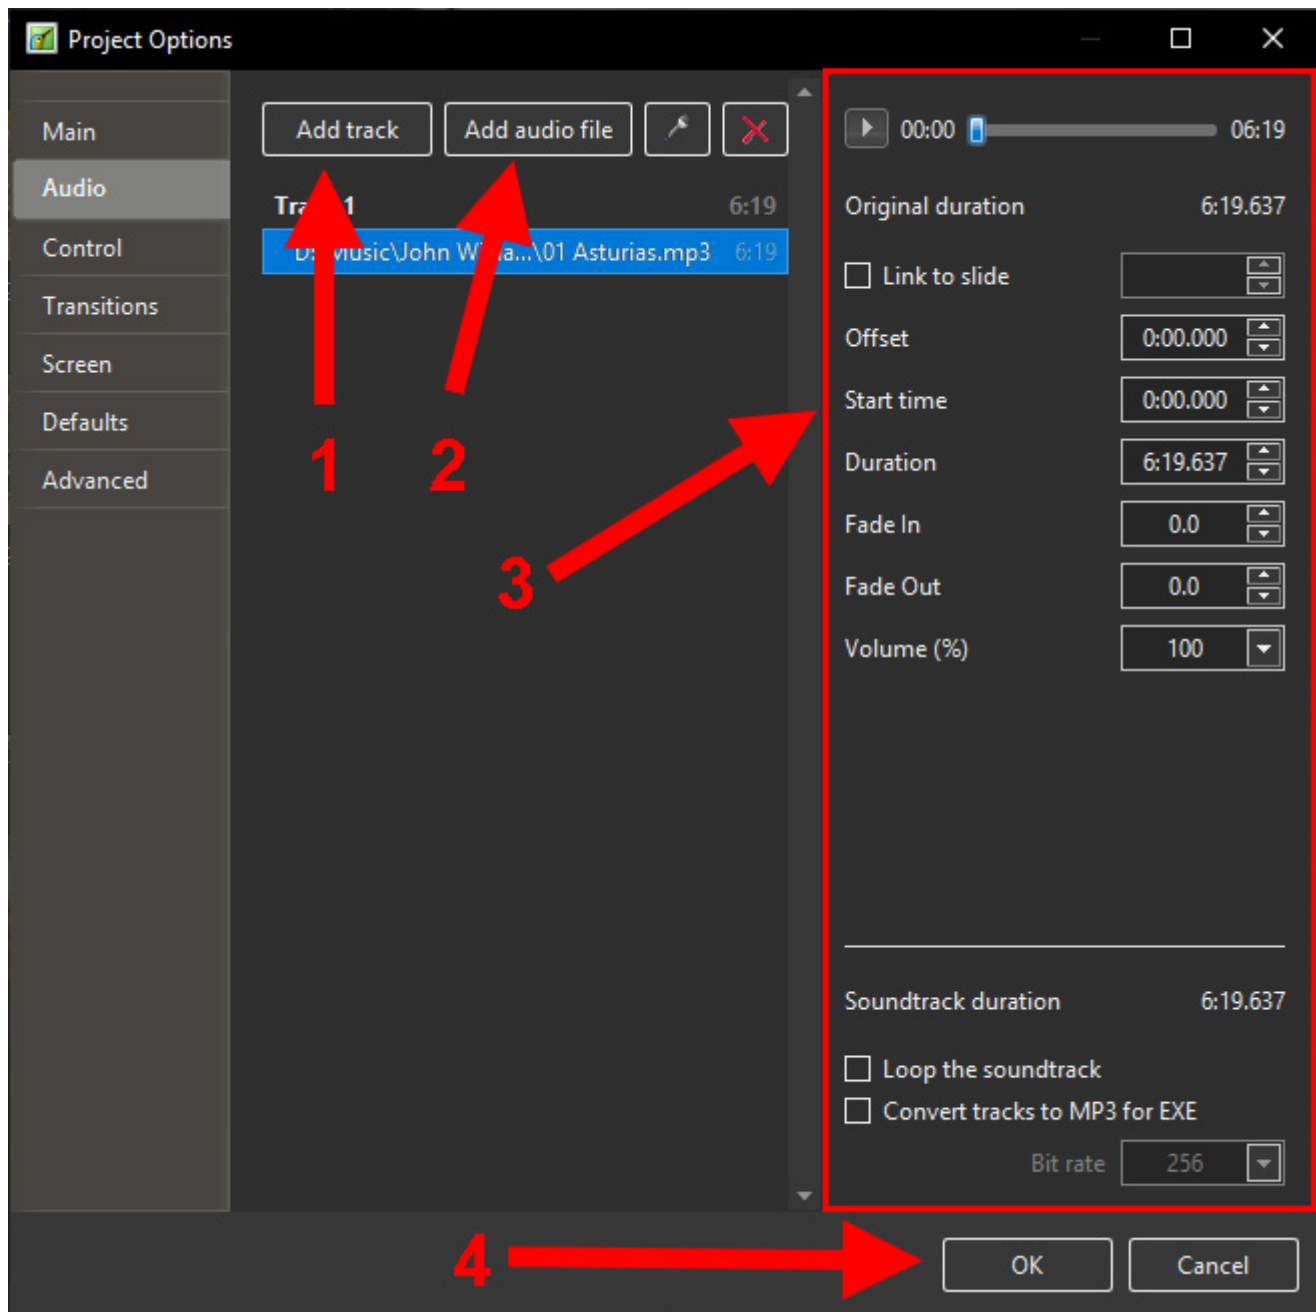 Project Options
Main
Audio
Control
Transitions
Screen
Defaults
Advanced
Add track
Add audio file
1 6:19
Music\John ...\01 Asturias.mp3 6:19
1
2
3
4
00:00 06:19
Original duration 6:19.637
Link to slide
Offset 0:00.000
Start time 0:00.000
Duration 6:19.637
Fade In 0.0
Fade Out 0.0
Volume (%) 100
Soundtrack duration 6:19.637
Loop the soundtrack
Convert tracks to MP3 for EXE
Bit rate 256
OK Cancel